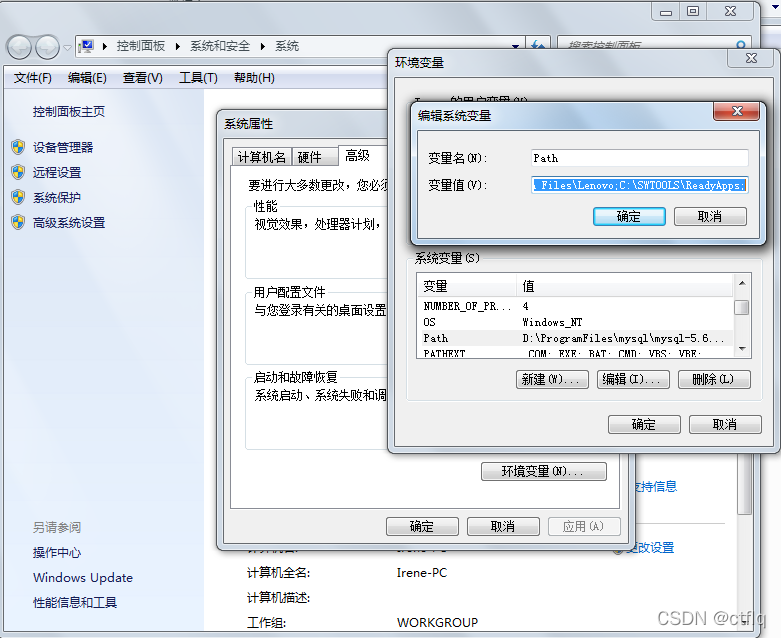 控制面板 系统和安全 系统
搜索控制面板
文件(F) 编辑(E) 查看(V) 工具(T) 帮助(H)
控制面板主页
设备管理器
远程设置
系统保护
高级系统设置
另请参阅
操作中心
Windows Update
性能信息和工具
系统属性
计算机名 硬件 高级
要进行大多数更改，您必须
性能
视觉效果，处理器计划，
用户配置文件
与您登录有关的桌面设置
启动和故障恢复
系统启动、系统失败和调
环境变量(N)...
确定 取消 应用(A)
环境变量
的用户变量(U)
编辑系统变量
变量名(N): Path
变量值(V): Files\Lenovo;C:\SWTOOLS\ReadyApps;
确定 取消
系统变量(S)
变量 值
NUMBER_OF_PR... 4
OS Windows_NT
Path D:\ProgramFiles\mysql\mysql-5.6...
PATHEXT .COM;.EXE;.BAT;.CMD;.VBS;.VBE;
新建(W)... 编辑(I)... 删除(L)
确定 取消
支持信息
更改设置
计算机全名: Irene-PC
计算机描述:
工作组: WORKGROUP
CSDN @ctflq